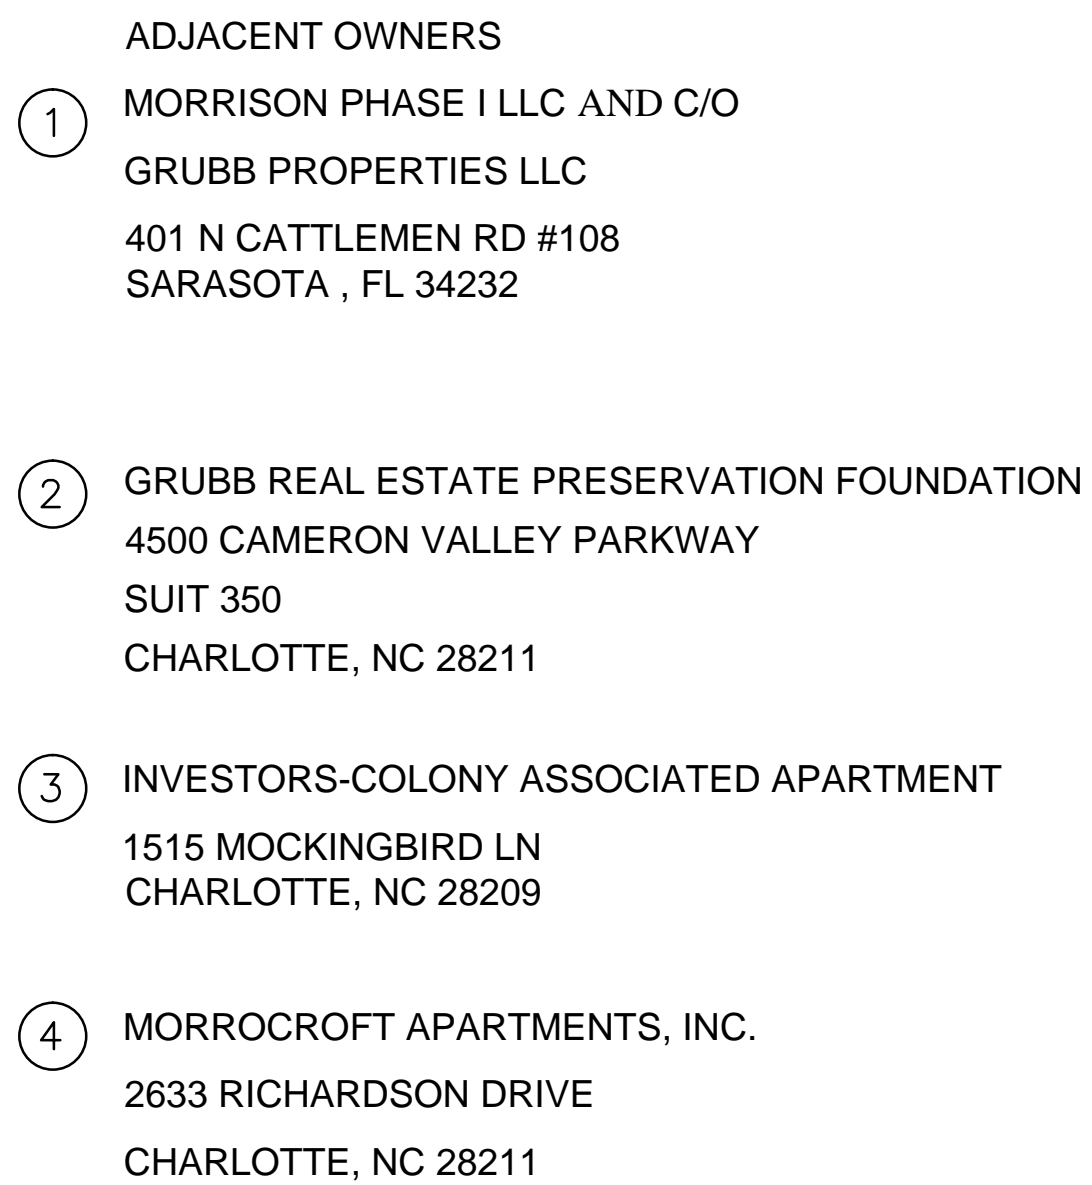 ADJACENT OWNERS
1 MORRISON PHASE I LLC AND C/O
GRUBB PROPERTIES LLC
401 N CATTLEMEN RD #108
SARASOTA , FL 34232
2 GRUBB REAL ESTATE PRESERVATION FOUNDATION
4500 CAMERON VALLEY PARKWAY
SUIT 350
CHARLOTTE, NC 28211
3 INVESTORS-COLONY ASSOCIATED APARTMENT
1515 MOCKINGBIRD LN
CHARLOTTE, NC 28209
4 MORROCROFT APARTMENTS, INC.
2633 RICHARDSON DRIVE
CHARLOTTE, NC 28211